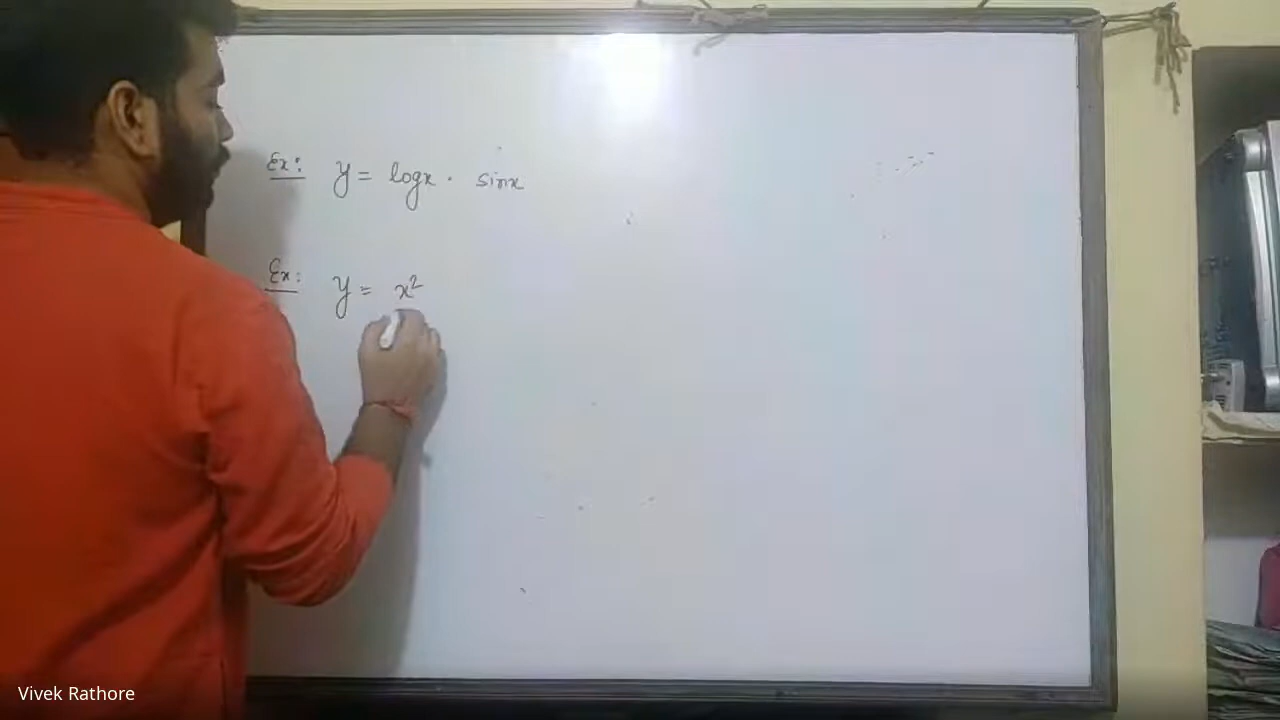 Ex: y = logx · sinx
Ex: y = x²
Vivek Rathore